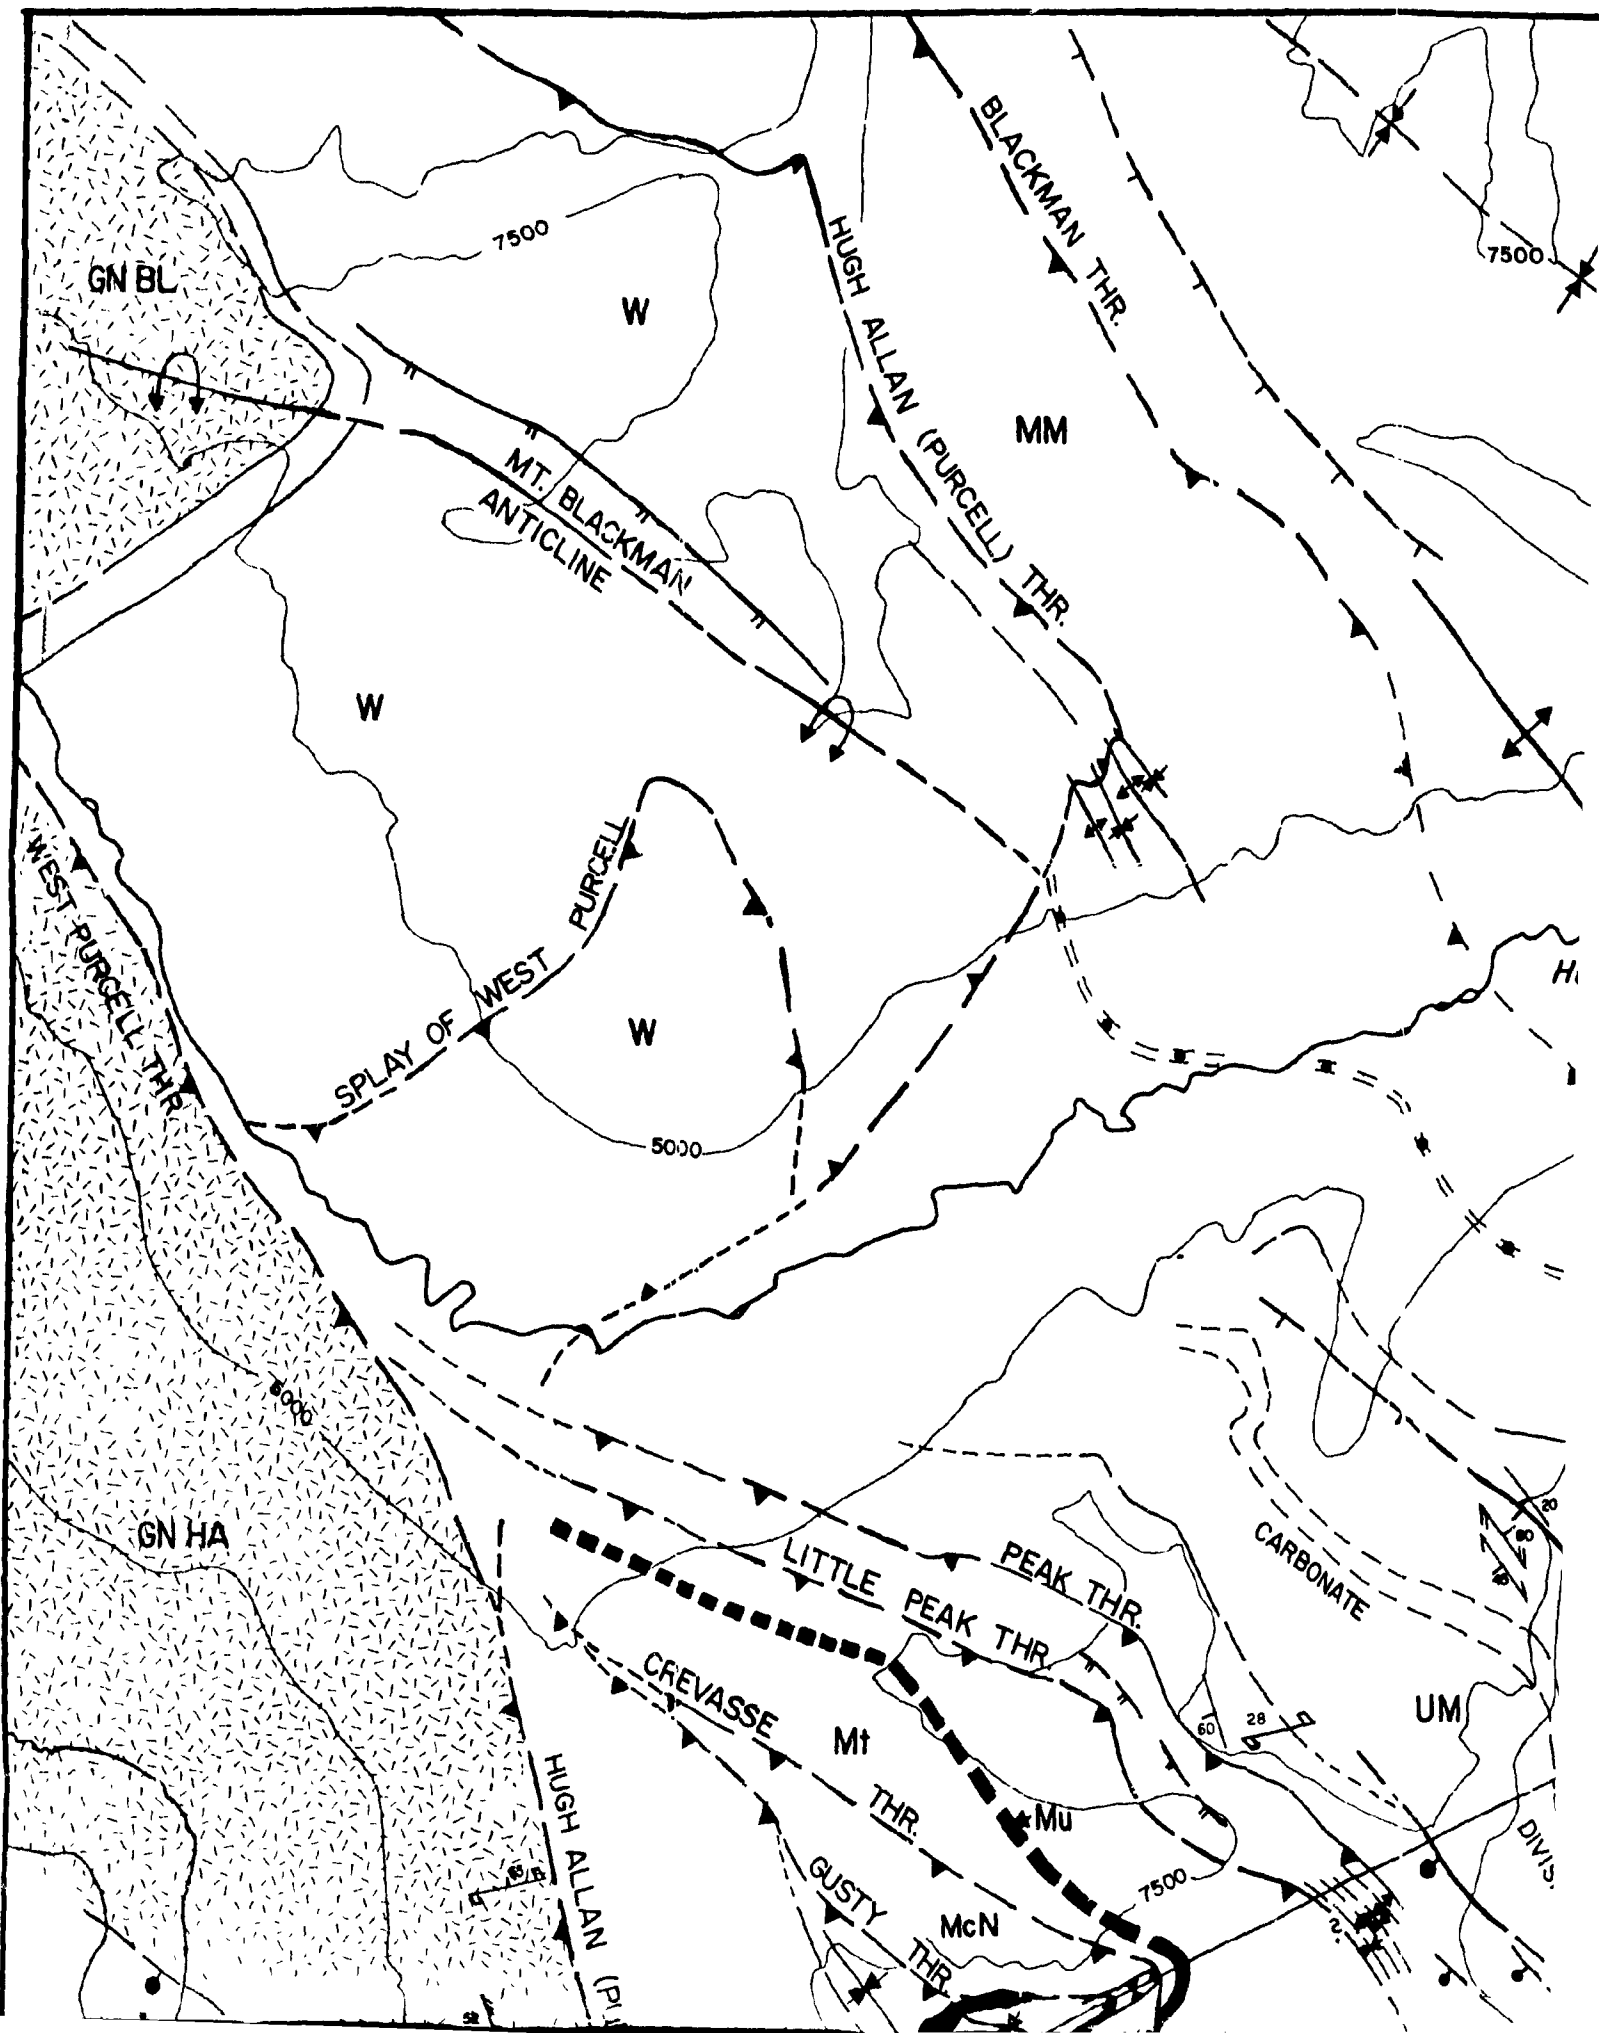 BLACKMAN THR.
7500
7500
GN BL
HUGH ALLAN (PURCELL) THR.
W
MM
MT. BLACKMAN
ANTICLINE
W
WEST PURCELL THR.
SPLAY OF WEST PURCELL
W
5000
GN HA
CARBONATE
20
LITTLE PEAK THR.
PEAK THR.
CREVASSE THR.
Mt
60
28
UM
Mu
HUGH ALLAN
GUSTY THR.
McN
7500
2.
52